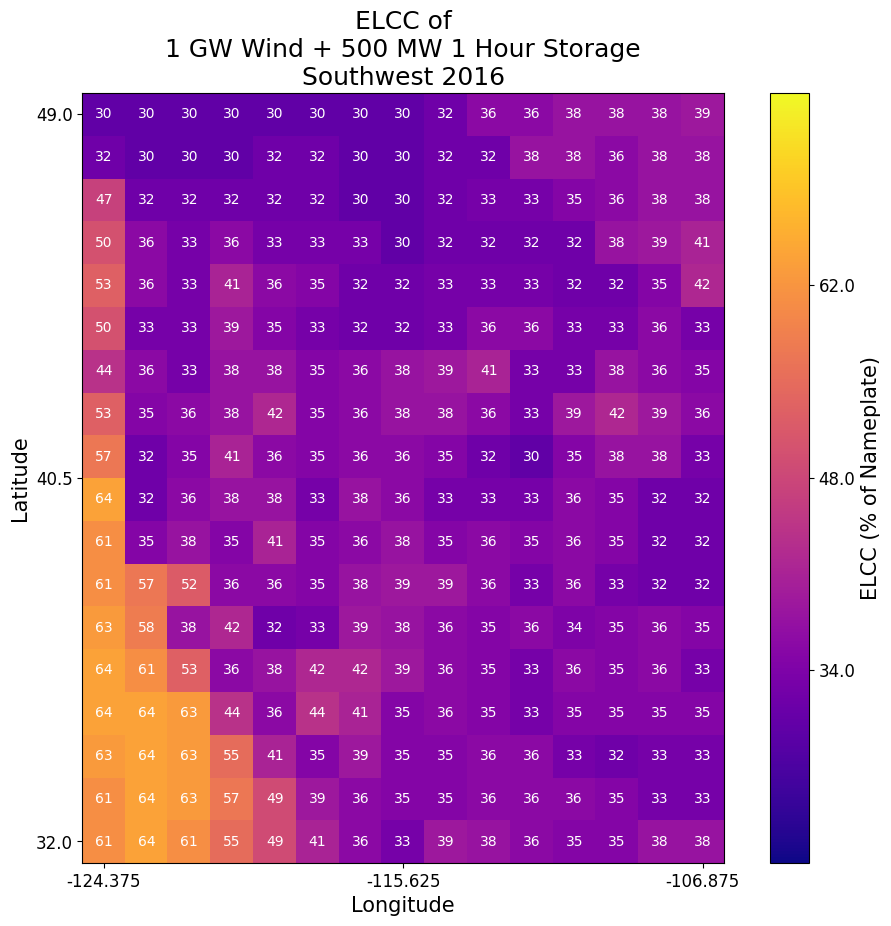 ELCC of
1 GW Wind + 500 MW 1 Hour Storage
Southwest 2016
49.0
30 30 30 30 30 30 30 30 32 36 36 38 38 38 39
32 30 30 30 32 32 30 30 32 32 38 38 36 38 38
47 32 32 32 32 32 30 30 32 33 33 35 36 38 38
50 36 33 36 33 33 33 30 32 32 32 32 38 39 41
53 36 33 41 36 35 32 32 33 33 33 32 32 35 42
62.0
50 33 33 39 35 33 32 32 33 36 36 33 33 36 33
44 36 33 38 38 35 36 38 39 41 33 33 38 36 35
53 35 36 38 42 35 36 38 38 36 33 39 42 39 36
57 32 35 41 36 35 36 36 35 32 30 35 38 38 33
Latitude
40.5
48.0
ELCC (% of Nameplate)
64 32 36 38 38 33 38 36 33 33 33 36 35 32 32
61 35 38 35 41 35 36 38 35 36 35 36 35 32 32
61 57 52 36 36 35 38 39 39 36 33 36 33 32 32
63 58 38 42 32 33 39 38 36 35 36 34 35 36 35
64 61 53 36 38 42 42 39 36 35 33 36 35 36 33
34.0
64 64 63 44 36 44 41 35 36 35 33 35 35 35 35
63 64 63 55 41 35 39 35 35 36 36 33 32 33 33
61 64 63 57 49 39 36 35 35 36 36 36 35 33 33
32.0
61 64 61 55 49 41 36 33 39 38 36 35 35 38 38
-124.375 -115.625 -106.875
Longitude